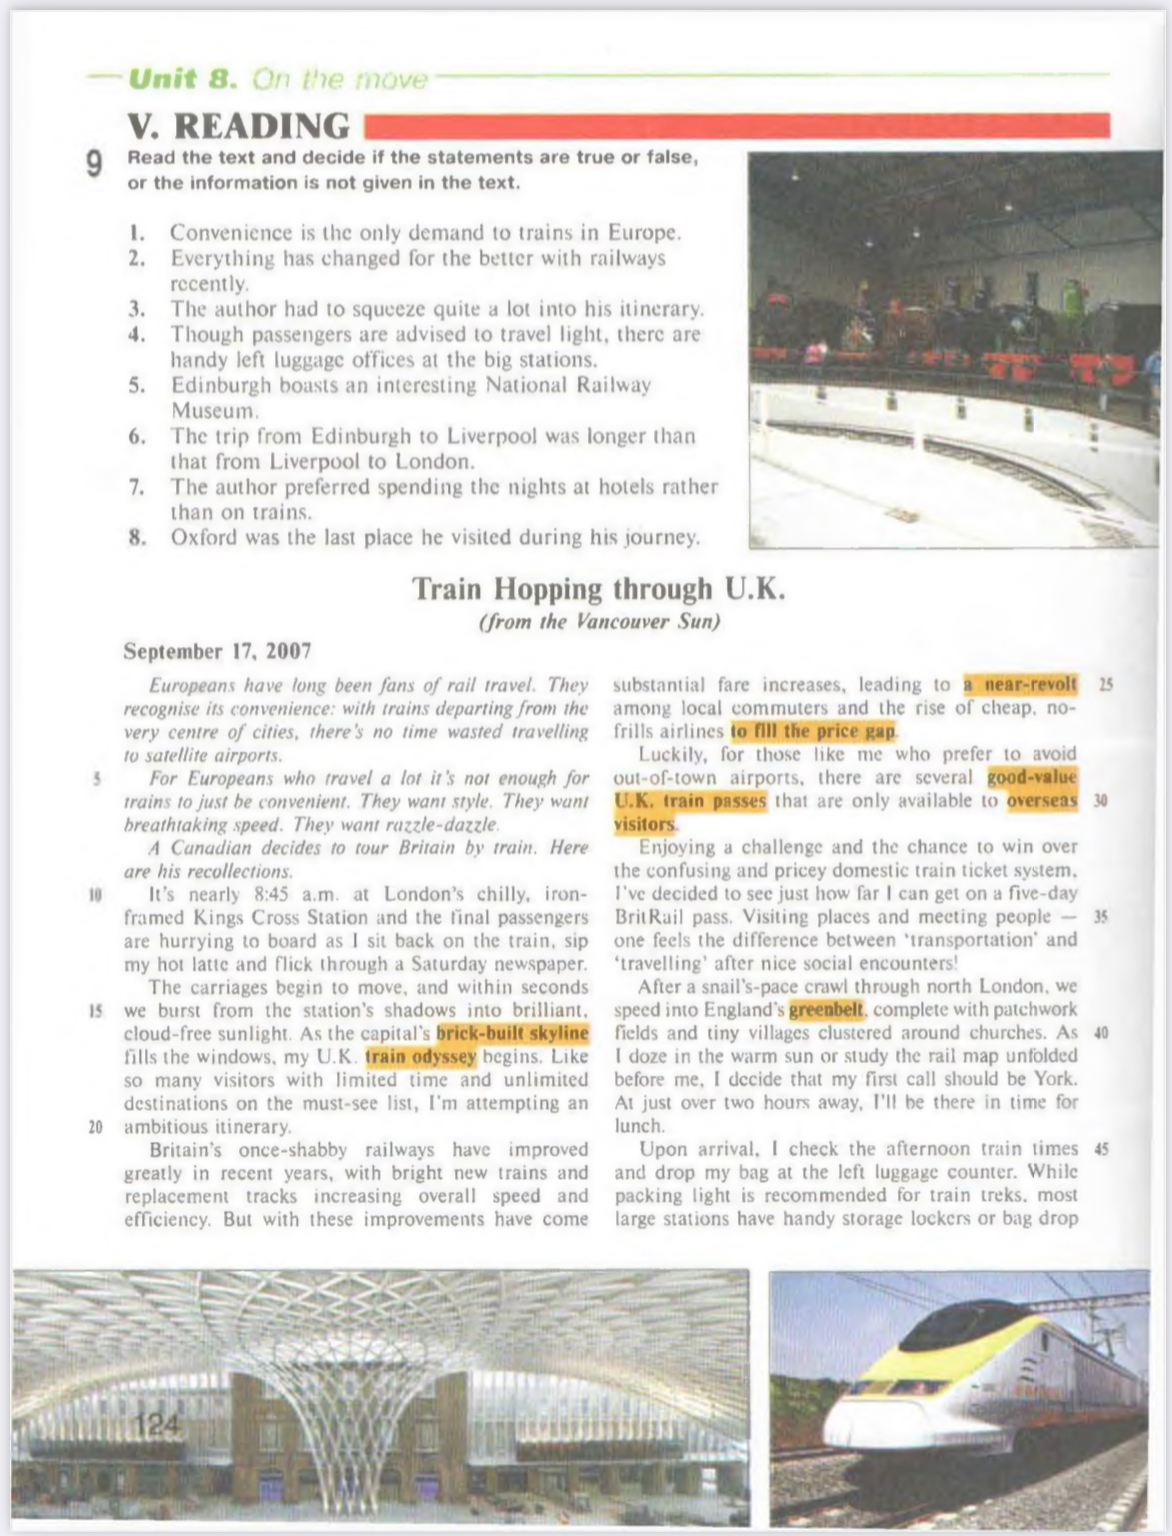 Unit 8. On the move
V. READING
9 Read the text and decide if the statements are true or false,
or the information is not given in the text.
1. Convenience is the only demand to trains in Europe.
2. Everything has changed for the better with railways
recently.
3. The author had to squeeze quite a lot into his itinerary.
4. Though passengers are advised to travel light, there are
handy left luggage offices at the big stations.
5. Edinburgh boasts an interesting National Railway
Museum.
6. The trip from Edinburgh to Liverpool was longer than
that from Liverpool to London.
7. The author preferred spending the nights at hotels rather
than on trains.
8. Oxford was the last place he visited during his journey.
Train Hopping through U.K.
(from the Vancouver Sun)
September 17, 2007
Europeans have long been fans of rail travel. They
recognise its convenience: with trains departing from the
very centre of cities, there's no time wasted travelling
to satellite airports.
5 For Europeans who travel a lot it's not enough for
trains to just be convenient. They want style. They want
breathtaking speed. They want razzle-dazzle.
A Canadian decides to tour Britain by train. Here
are his recollections.
10 It's nearly 8:45 a.m. at London's chilly, iron-
framed Kings Cross Station and the final passengers
are hurrying to board as I sit back on the train, sip
my hot latte and flick through a Saturday newspaper.
The carriages begin to move, and within seconds
15 we burst from the station's shadows into brilliant,
cloud-free sunlight. As the capital's brick-built skyline
fills the windows, my U.K. train odyssey begins. Like
so many visitors with limited time and unlimited
destinations on the must-see list, I'm attempting an
20 ambitious itinerary.
Britain's once-shabby railways have improved
greatly in recent years, with bright new trains and
replacement tracks increasing overall speed and
efficiency. But with these improvements have come
substantial fare increases, leading to a near-revolt 25
among local commuters and the rise of cheap, no-
frills airlines to fill the price gap.
Luckily, for those like me who prefer to avoid
out-of-town airports, there are several good-value
U.K. train passes that are only available to overseas 30
visitors.
Enjoying a challenge and the chance to win over
the confusing and pricey domestic train ticket system,
I've decided to see just how far I can get on a five-day
BritRail pass. Visiting places and meeting people — 35
one feels the difference between 'transportation' and
'travelling' after nice social encounters!
After a snail's-pace crawl through north London, we
speed into England's greenbelt, complete with patchwork
fields and tiny villages clustered around churches. As 40
I doze in the warm sun or study the rail map unfolded
before me, I decide that my first call should be York.
At just over two hours away, I'll be there in time for
lunch.
Upon arrival, I check the afternoon train times 45
and drop my bag at the left luggage counter. While
packing light is recommended for train treks, most
large stations have handy storage lockers or bag drop
124